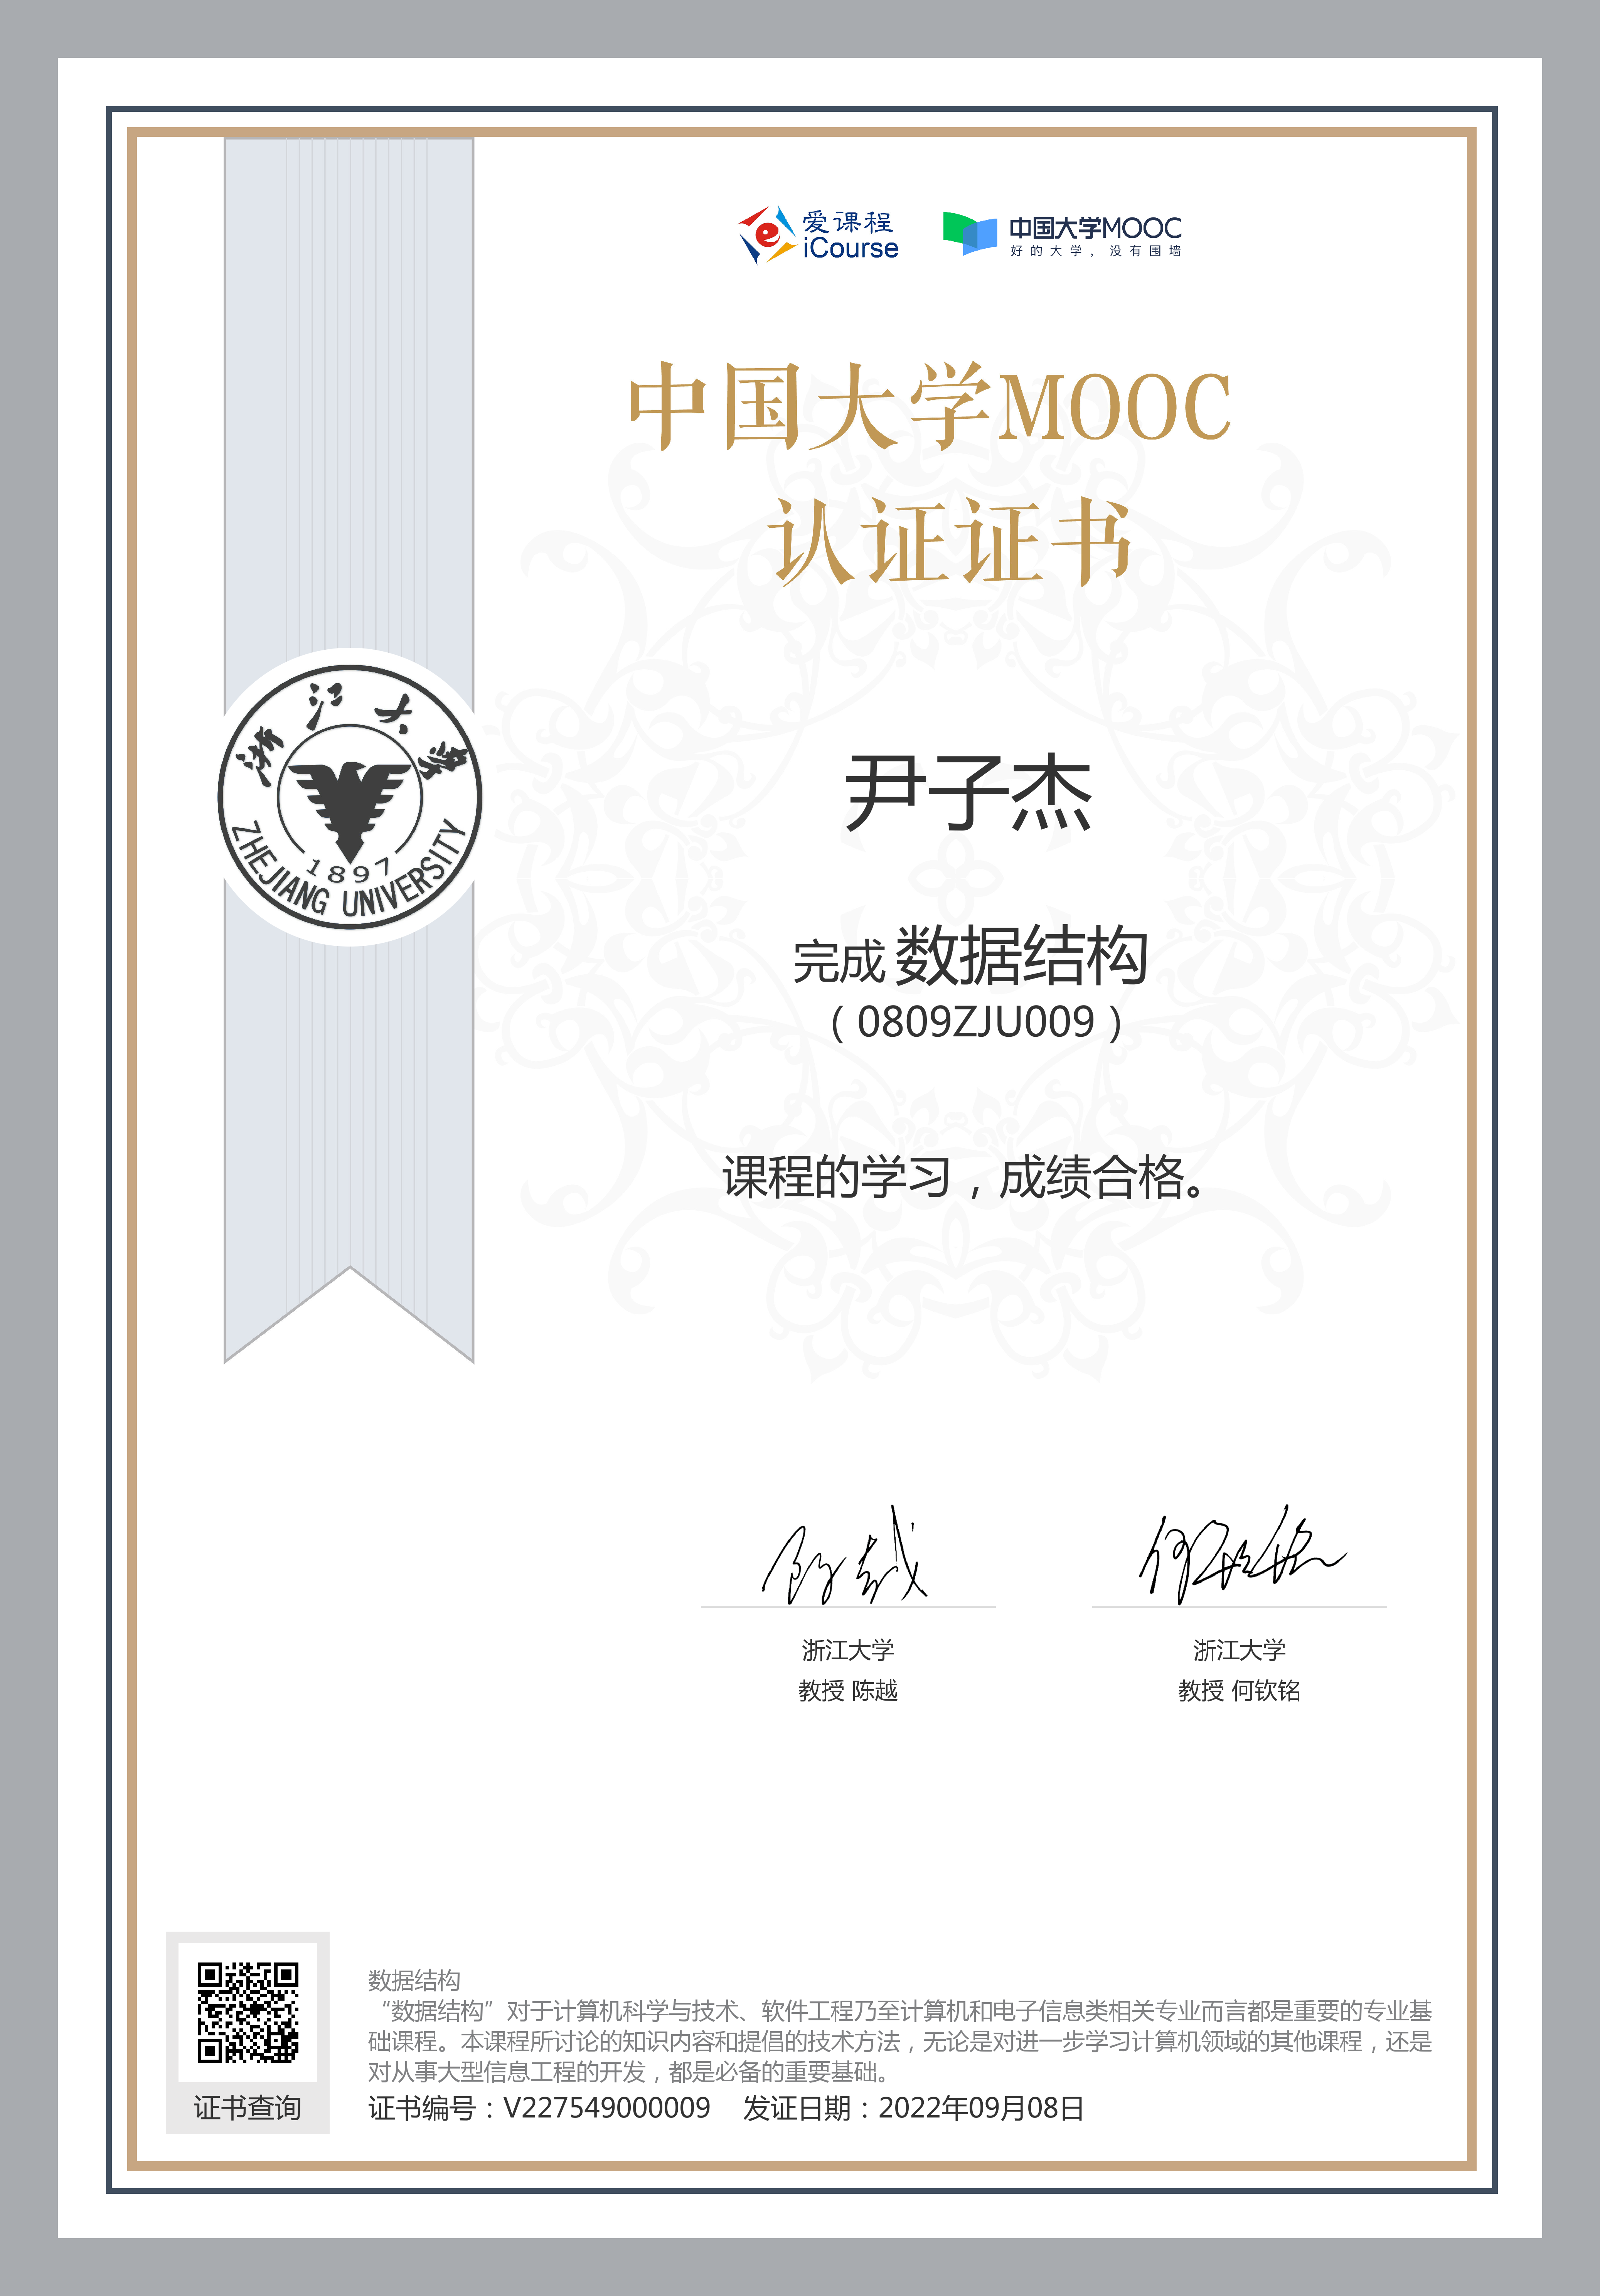 爱课程
iCourse
中国大学MOOC
好的大学，没有围墙
中国大学MOOC
认证证书
浙江大学
1897
ZHEJIANG UNIVERSITY
尹子杰
完成 数据结构
（0809ZJU009）
课程的学习，成绩合格。
陈越
何钦铭
浙江大学
教授 陈越
浙江大学
教授 何钦铭
数据结构
“数据结构”对于计算机科学与技术、软件工程乃至计算机和电子信息类相关专业而言都是重要的专业基
础课程。本课程所讨论的知识内容和提倡的技术方法，无论是对进一步学习计算机领域的其他课程，还是
对从事大型信息工程的开发，都是必备的重要基础。
证书编号：V227549000009 发证日期：2022年09月08日
证书查询